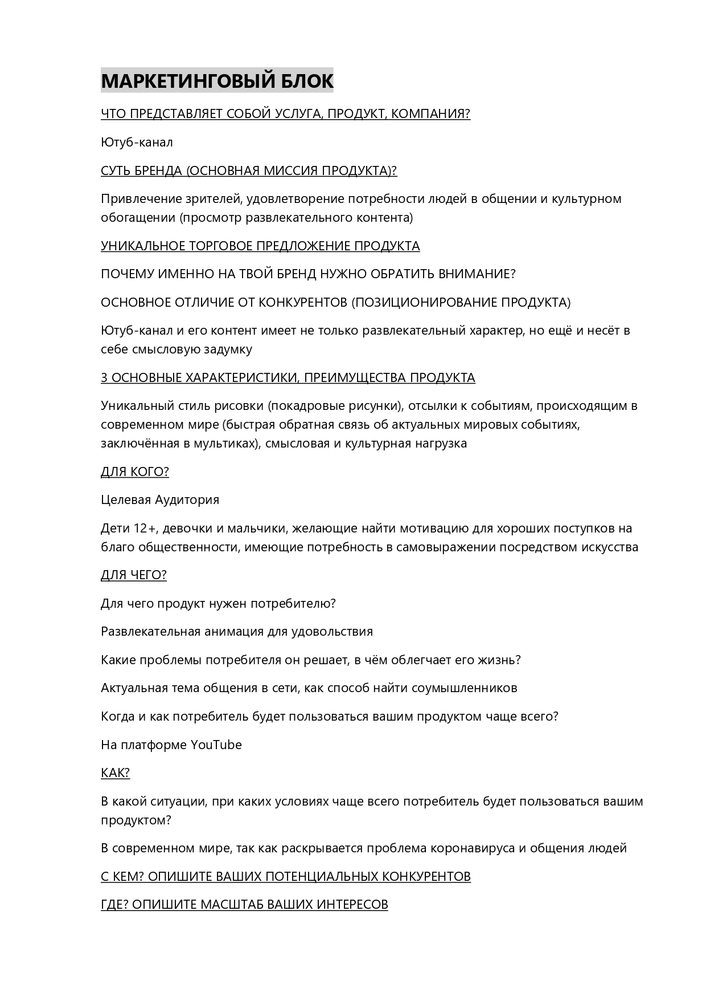 МАРКЕТИНГОВЫЙ БЛОК
ЧТО ПРЕДСТАВЛЯЕТ СОБОЙ УСЛУГА, ПРОДУКТ, КОМПАНИЯ?
Ютуб-канал
СУТЬ БРЕНДА (ОСНОВНАЯ МИССИЯ ПРОДУКТА)?
Привлечение зрителей, удовлетворение потребности людей в общении и культурном
обогащении (просмотр развлекательного контента)
УНИКАЛЬНОЕ ТОРГОВОЕ ПРЕДЛОЖЕНИЕ ПРОДУКТА
ПОЧЕМУ ИМЕННО НА ТВОЙ БРЕНД НУЖНО ОБРАТИТЬ ВНИМАНИЕ?
ОСНОВНОЕ ОТЛИЧИЕ ОТ КОНКУРЕНТОВ (ПОЗИЦИОНИРОВАНИЕ ПРОДУКТА)
Ютуб-канал и его контент имеет не только развлекательный характер, но ещё и несёт в
себе смысловую задумку
3 ОСНОВНЫЕ ХАРАКТЕРИСТИКИ, ПРЕИМУЩЕСТВА ПРОДУКТА
Уникальный стиль рисовки (покадровые рисунки), отсылки к событиям, происходящим в
современном мире (быстрая обратная связь об актуальных мировых событиях,
заключённая в мультиках), смысловая и культурная нагрузка
ДЛЯ КОГО?
Целевая Аудитория
Дети 12+, девочки и мальчики, желающие найти мотивацию для хороших поступков на
благо общественности, имеющие потребность в самовыражении посредством искусства
ДЛЯ ЧЕГО?
Для чего продукт нужен потребителю?
Развлекательная анимация для удовольствия
Какие проблемы потребителя он решает, в чём облегчает его жизнь?
Актуальная тема общения в сети, как способ найти соумышленников
Когда и как потребитель будет пользоваться вашим продуктом чаще всего?
На платформе YouTube
КАК?
В какой ситуации, при каких условиях чаще всего потребитель будет пользоваться вашим
продуктом?
В современном мире, так как раскрывается проблема коронавируса и общения людей
С КЕМ? ОПИШИТЕ ВАШИХ ПОТЕНЦИАЛЬНЫХ КОНКУРЕНТОВ
ГДЕ? ОПИШИТЕ МАСШТАБ ВАШИХ ИНТЕРЕСОВ